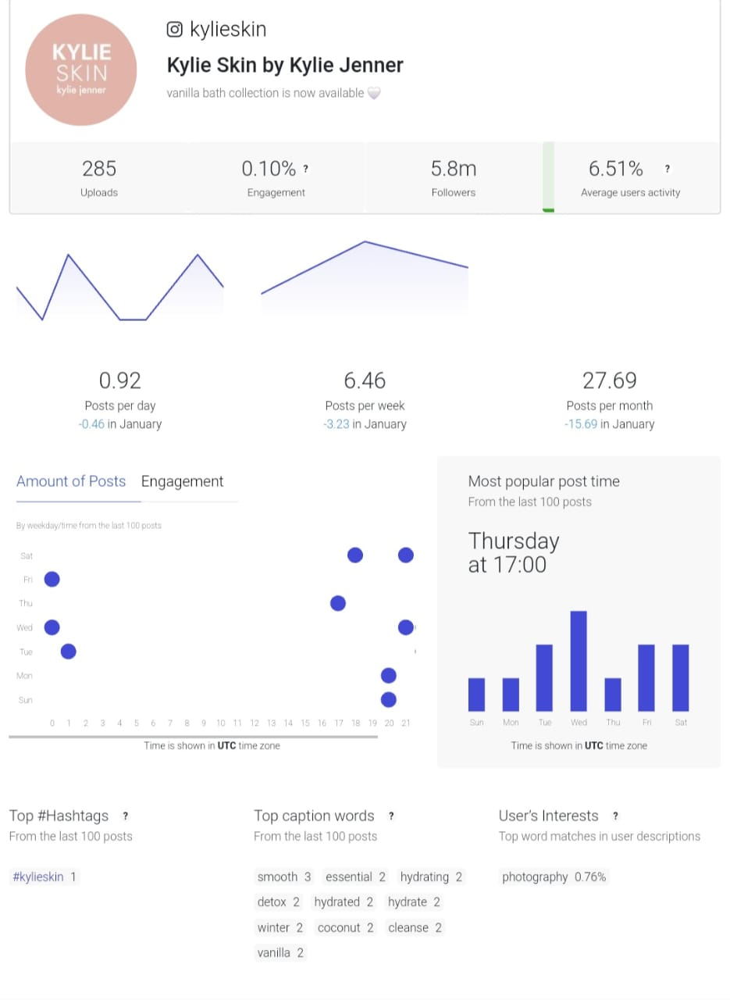 KYLIE
SKIN
kylie jenner
kylieskin
Kylie Skin by Kylie Jenner
vanilla bath collection is now available 🤍
285
Uploads
0.10% ?
Engagement
5.8m
Followers
6.51% ?
Average users activity
0.92
Posts per day
-0.46 in January
6.46
Posts per week
-3.23 in January
27.69
Posts per month
-15.69 in January
Amount of Posts Engagement
By weekday/time from the last 100 posts
Sat
Fri
Thu
Wed
Tue
Mon
Sun
0 1 2 3 4 5 6 7 8 9 10 11 12 13 14 15 16 17 18 19 20 21
Time is shown in UTC time zone
Most popular post time
From the last 100 posts
Thursday
at 17:00
Sun Mon Tue Wed Thu Fri Sat
Time is shown in UTC time zone
Top #Hashtags ?
From the last 100 posts
#kylieskin 1
Top caption words ?
From the last 100 posts
smooth 3 essential 2 hydrating 2
detox 2 hydrated 2 hydrate 2
winter 2 coconut 2 cleanse 2
vanilla 2
User's Interests ?
Top word matches in user descriptions
photography 0.76%